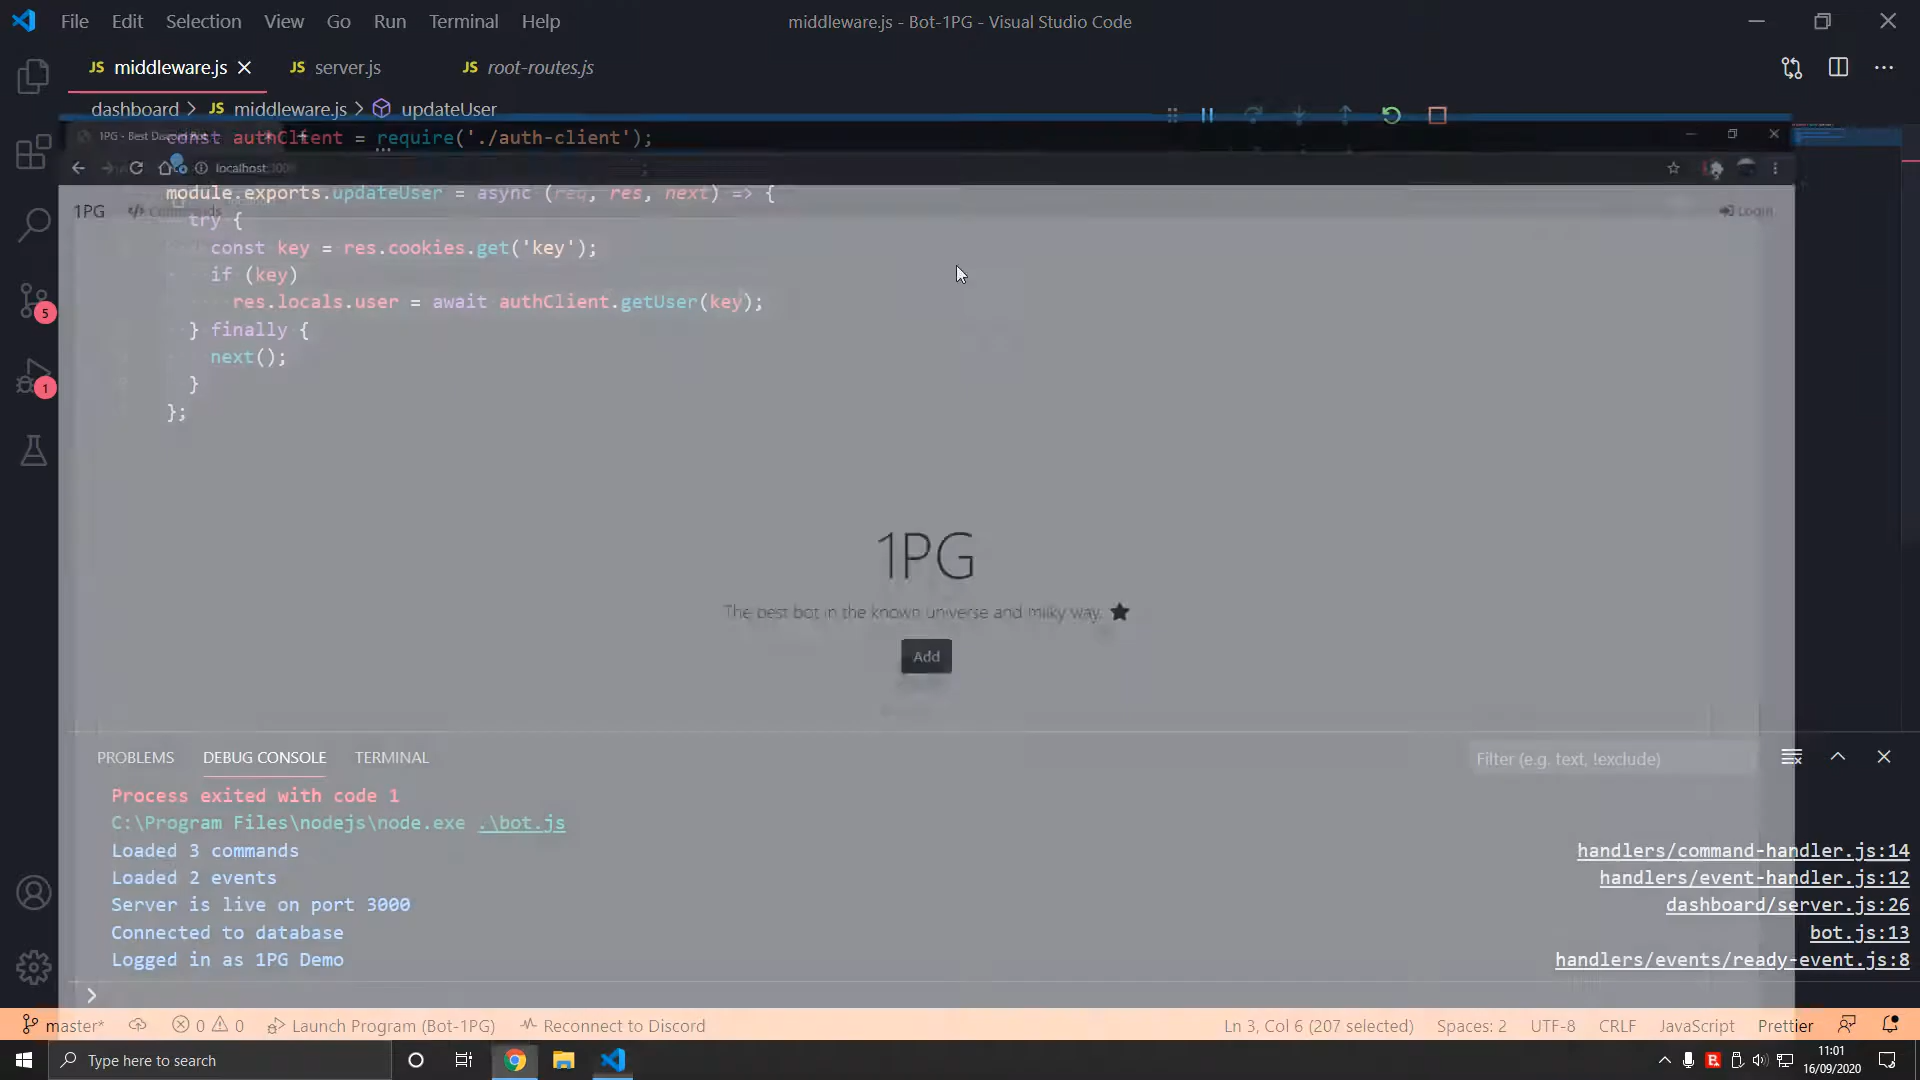 File Edit Selection View Go Run Terminal Help
middleware.js - Bot-1PG - Visual Studio Code
JS middleware.js JS server.js JS root-routes.js
dashboard > JS middleware.js > updateUser
1PG - Best Disc
const authClient = require('./auth-client');
localhost:3000
module.exports.updateUser = async (req, res, next) => {
1PG </> Commands Login
try {
const key = res.cookies.get('key');
if (key)
res.locals.user = await authClient.getUser(key);
} finally {
next();
}
};
5
1
1PG
The best bot in the known universe and milky way.
Add
PROBLEMS DEBUG CONSOLE TERMINAL
Filter (e.g. text, !exclude)
Process exited with code 1
C:\Program Files\nodejs\node.exe .\bot.js
Loaded 3 commands handlers/command-handler.js:14
Loaded 2 events handlers/event-handler.js:12
Server is live on port 3000 dashboard/server.js:26
Connected to database bot.js:13
Logged in as 1PG Demo handlers/events/ready-event.js:8
>
master* 0 0 Launch Program (Bot-1PG) Reconnect to Discord Ln 3, Col 6 (207 selected) Spaces: 2 UTF-8 CRLF JavaScript Prettier
Type here to search
11:01
16/09/2020